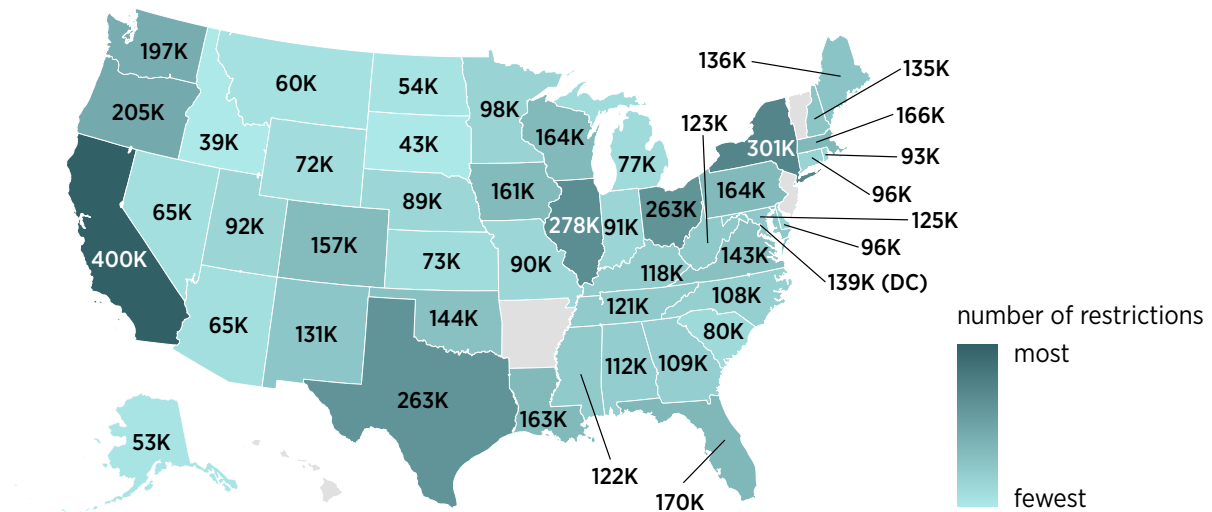 197K
205K
39K
60K
54K
43K
72K
98K
164K
77K
136K
135K
123K
166K
301K
93K
96K
164K
125K
96K
139K (DC)
65K
92K
157K
89K
161K
278K
91K
263K
143K
400K
73K
90K
118K
65K
131K
144K
121K
108K
80K
112K
109K
263K
163K
122K
170K
53K
number of restrictions
most
fewest